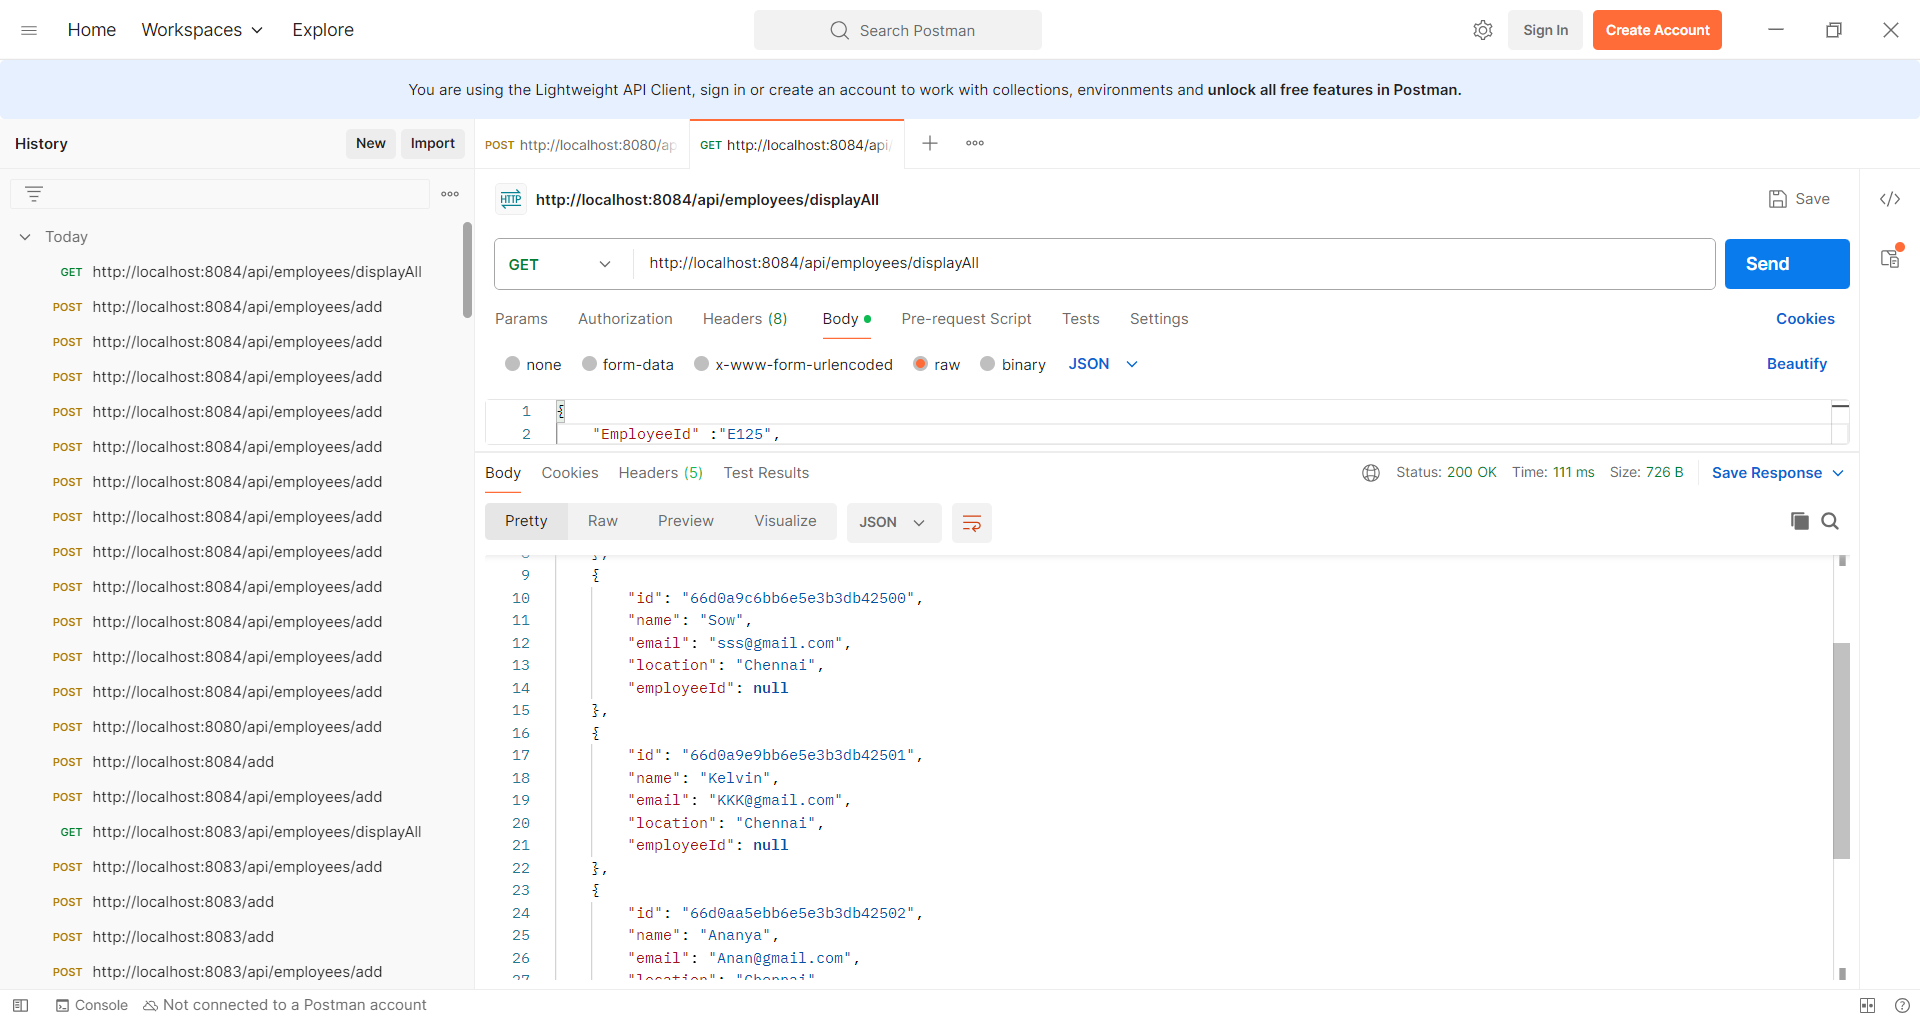 Home Workspaces Explore Search Postman Sign In Create Account
You are using the Lightweight API Client, sign in or create an account to work with collections, environments and unlock all free features in Postman.
History New Import
POST http://localhost:8080/ap GET http://localhost:8084/api/
http://localhost:8084/api/employees/displayAll Save
Today
GET http://localhost:8084/api/employees/displayAll
POST http://localhost:8084/api/employees/add
POST http://localhost:8084/api/employees/add
POST http://localhost:8084/api/employees/add
POST http://localhost:8084/api/employees/add
POST http://localhost:8084/api/employees/add
POST http://localhost:8084/api/employees/add
POST http://localhost:8084/api/employees/add
POST http://localhost:8084/api/employees/add
POST http://localhost:8084/api/employees/add
POST http://localhost:8084/api/employees/add
POST http://localhost:8084/api/employees/add
POST http://localhost:8084/api/employees/add
POST http://localhost:8080/api/employees/add
POST http://localhost:8084/add
POST http://localhost:8084/api/employees/add
GET http://localhost:8083/api/employees/displayAll
POST http://localhost:8083/api/employees/add
POST http://localhost:8083/add
POST http://localhost:8083/add
POST http://localhost:8083/api/employees/add
GET http://localhost:8084/api/employees/displayAll Send
Params Authorization Headers (8) Body Pre-request Script Tests Settings Cookies
none form-data x-www-form-urlencoded raw binary JSON Beautify
1 {
2 "EmployeeId" :"E125",
Body Cookies Headers (5) Test Results Status: 200 OK Time: 111 ms Size: 726 B Save Response
Pretty Raw Preview Visualize JSON
8 },
9 {
10 "id": "66d0a9c6bb6e5e3b3db42500",
11 "name": "Sow",
12 "email": "sss@gmail.com",
13 "location": "Chennai",
14 "employeeId": null
15 },
16 {
17 "id": "66d0a9e9bb6e5e3b3db42501",
18 "name": "Kelvin",
19 "email": "KKK@gmail.com",
20 "location": "Chennai",
21 "employeeId": null
22 },
23 {
24 "id": "66d0aa5ebb6e5e3b3db42502",
25 "name": "Ananya",
26 "email": "Anan@gmail.com",
27 "location": "Chennai"
Console Not connected to a Postman account